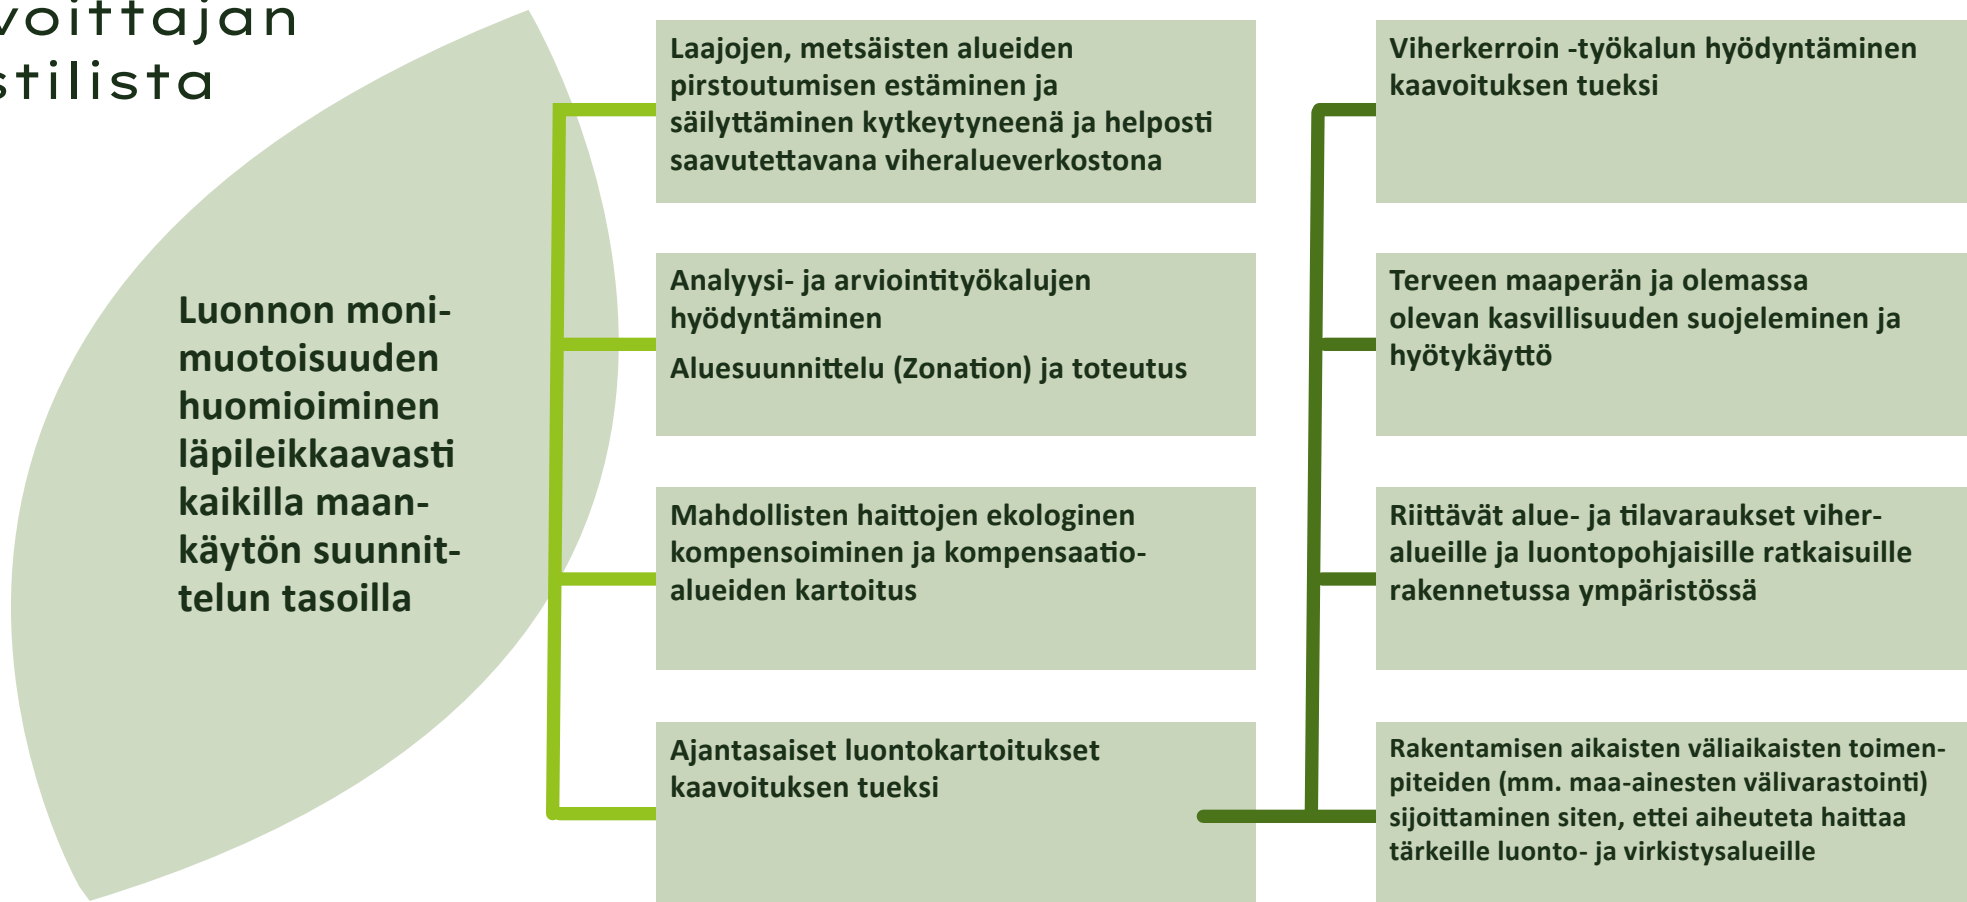 voittajan
stilista
Luonnon moni-
muotoisuuden
huomioiminen
läpileikkaavasti
kaikilla maan-
käytön suunnit-
telun tasoilla
Laajojen, metsäisten alueiden
pirstoutumisen estäminen ja
säilyttäminen kytkeytyneenä ja helposti
saavutettavana viheralueverkostona
Analyysi- ja arviointityökalujen
hyödyntäminen
Aluesuunnittelu (Zonation) ja toteutus
Mahdollisten haittojen ekologinen
kompensoiminen ja kompensaatio-
alueiden kartoitus
Ajantasaiset luontokartoitukset
kaavoituksen tueksi
Viherkerroin -työkalun hyödyntäminen
kaavoituksen tueksi
Terveen maaperän ja olemassa
olevan kasvillisuuden suojeleminen ja
hyötykäyttö
Riittävät alue- ja tilavaraukset viher-
alueille ja luontopohjaisille ratkaisuille
rakennetussa ympäristössä
Rakentamisen aikaisten väliaikaisten toimen-
piteiden (mm. maa-ainesten välivarastointi)
sijoittaminen siten, ettei aiheuteta haittaa
tärkeille luonto- ja virkistysalueille